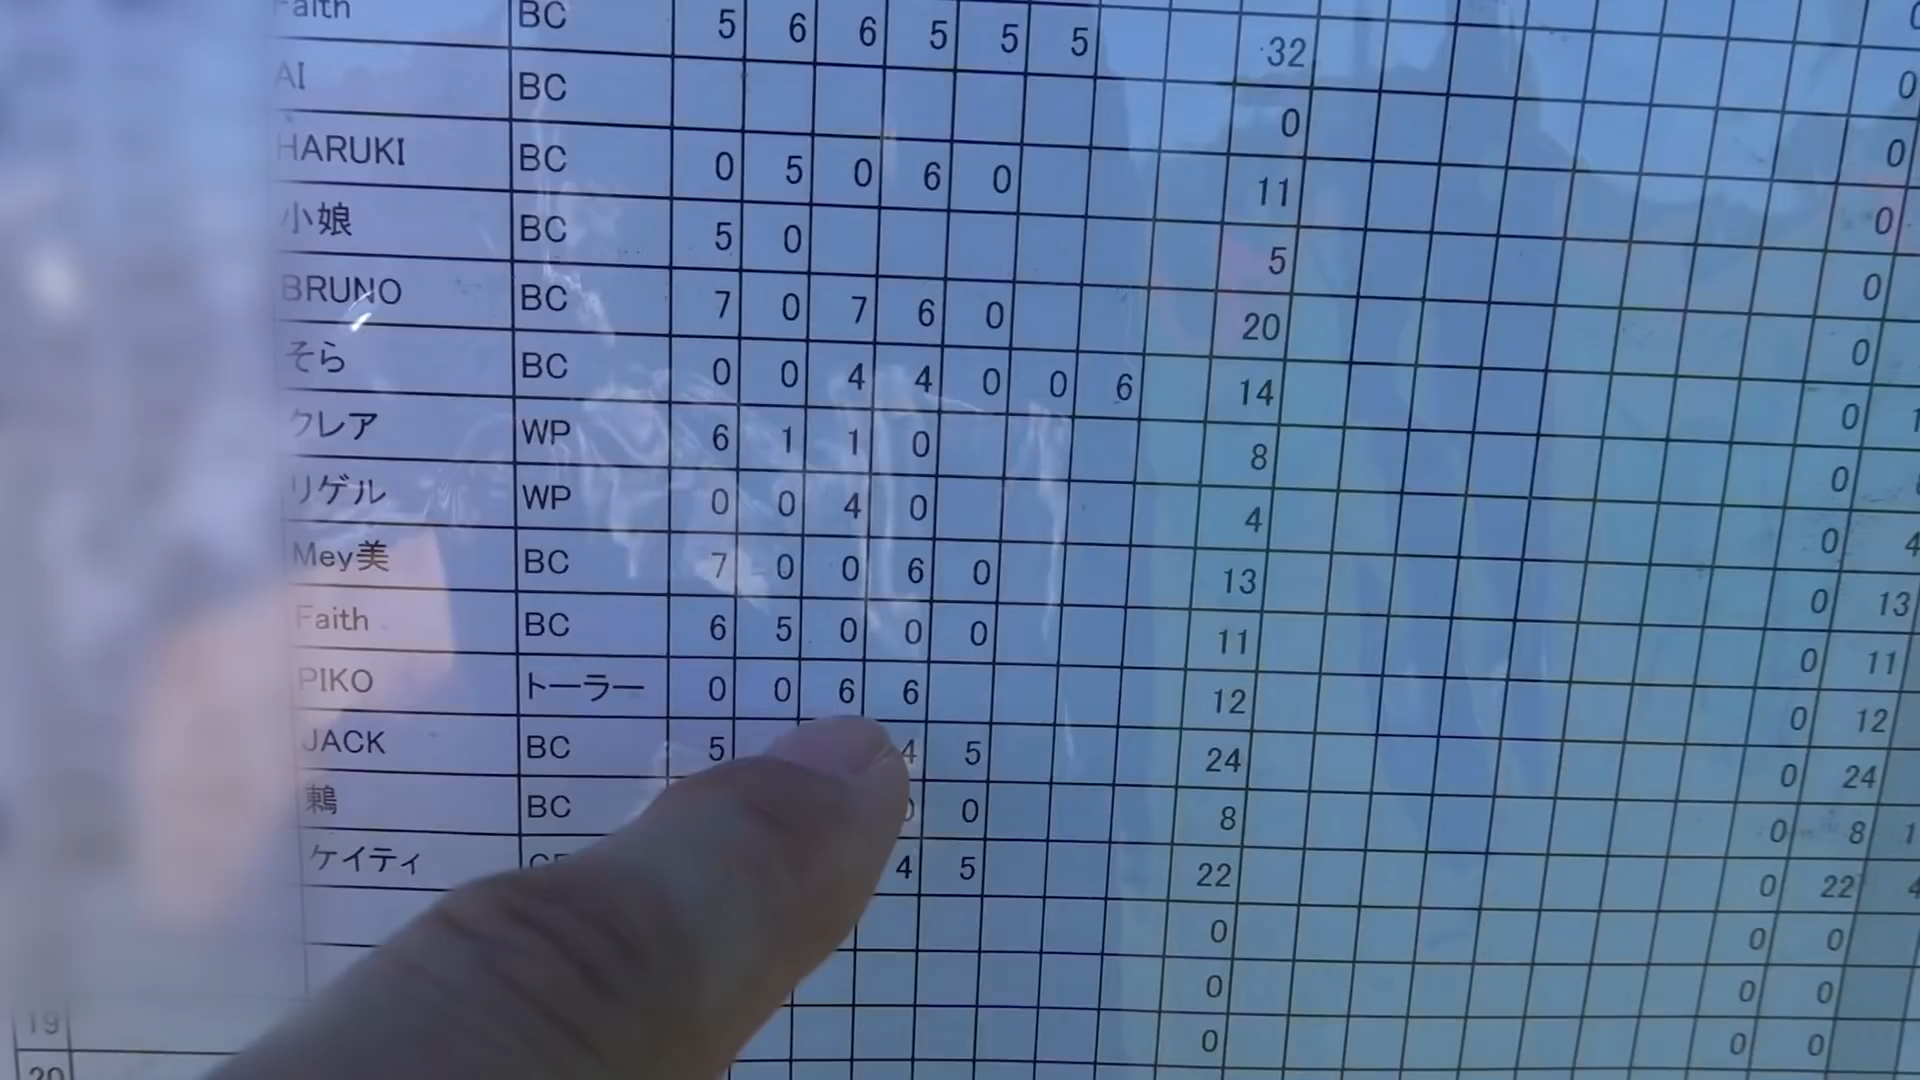 Faith BC 5 6 6 5 5 5 32
AI BC 0 0
HARUKI BC 0 5 0 6 0 11 0
小娘 BC 5 0 5 0
BRUNO BC 7 0 7 6 0 20 0
そら BC 0 0 4 4 0 0 6 14 0
クレア WP 6 1 1 0 8 0
リゲル WP 0 0 4 0 4 0
Mey美 BC 7 0 0 6 0 13 0
Faith BC 6 5 0 0 0 11 0 13
PIKO トーラー 0 0 6 6 12 0 11
JACK BC 5 4 5 24 0 12
鶫 BC 0 0 8 0 24
ケイティ 4 5 22 0 8
0 0 22
0 0 0
19 0 0 0
20 0 0